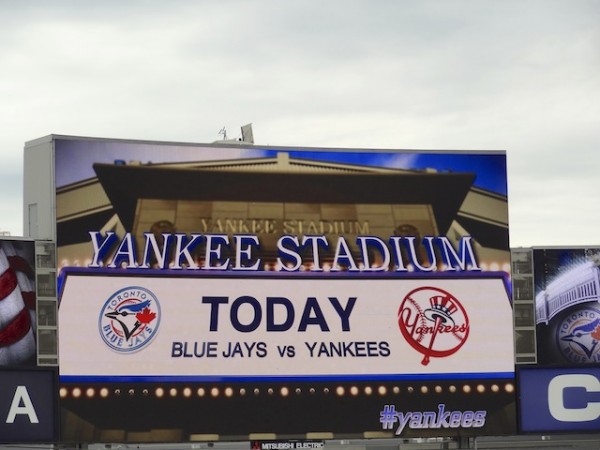 YANKEE STADIUM
YANKEE STADIUM
TORONTO
BLUE JAYS
TODAY
BLUE JAYS vs YANKEES
Yankees
#yankees
A
C
MITSUBISHI ELECTRIC